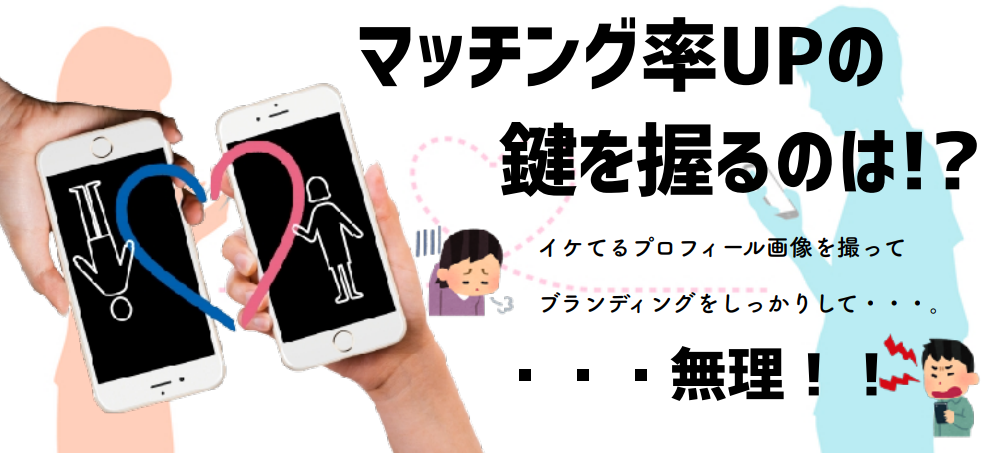 マッチング率UPの
鍵を握るのは!?
イケてるプロフィール画像を撮って
ブランディングをしっかりして・・・。
・・・無理！！